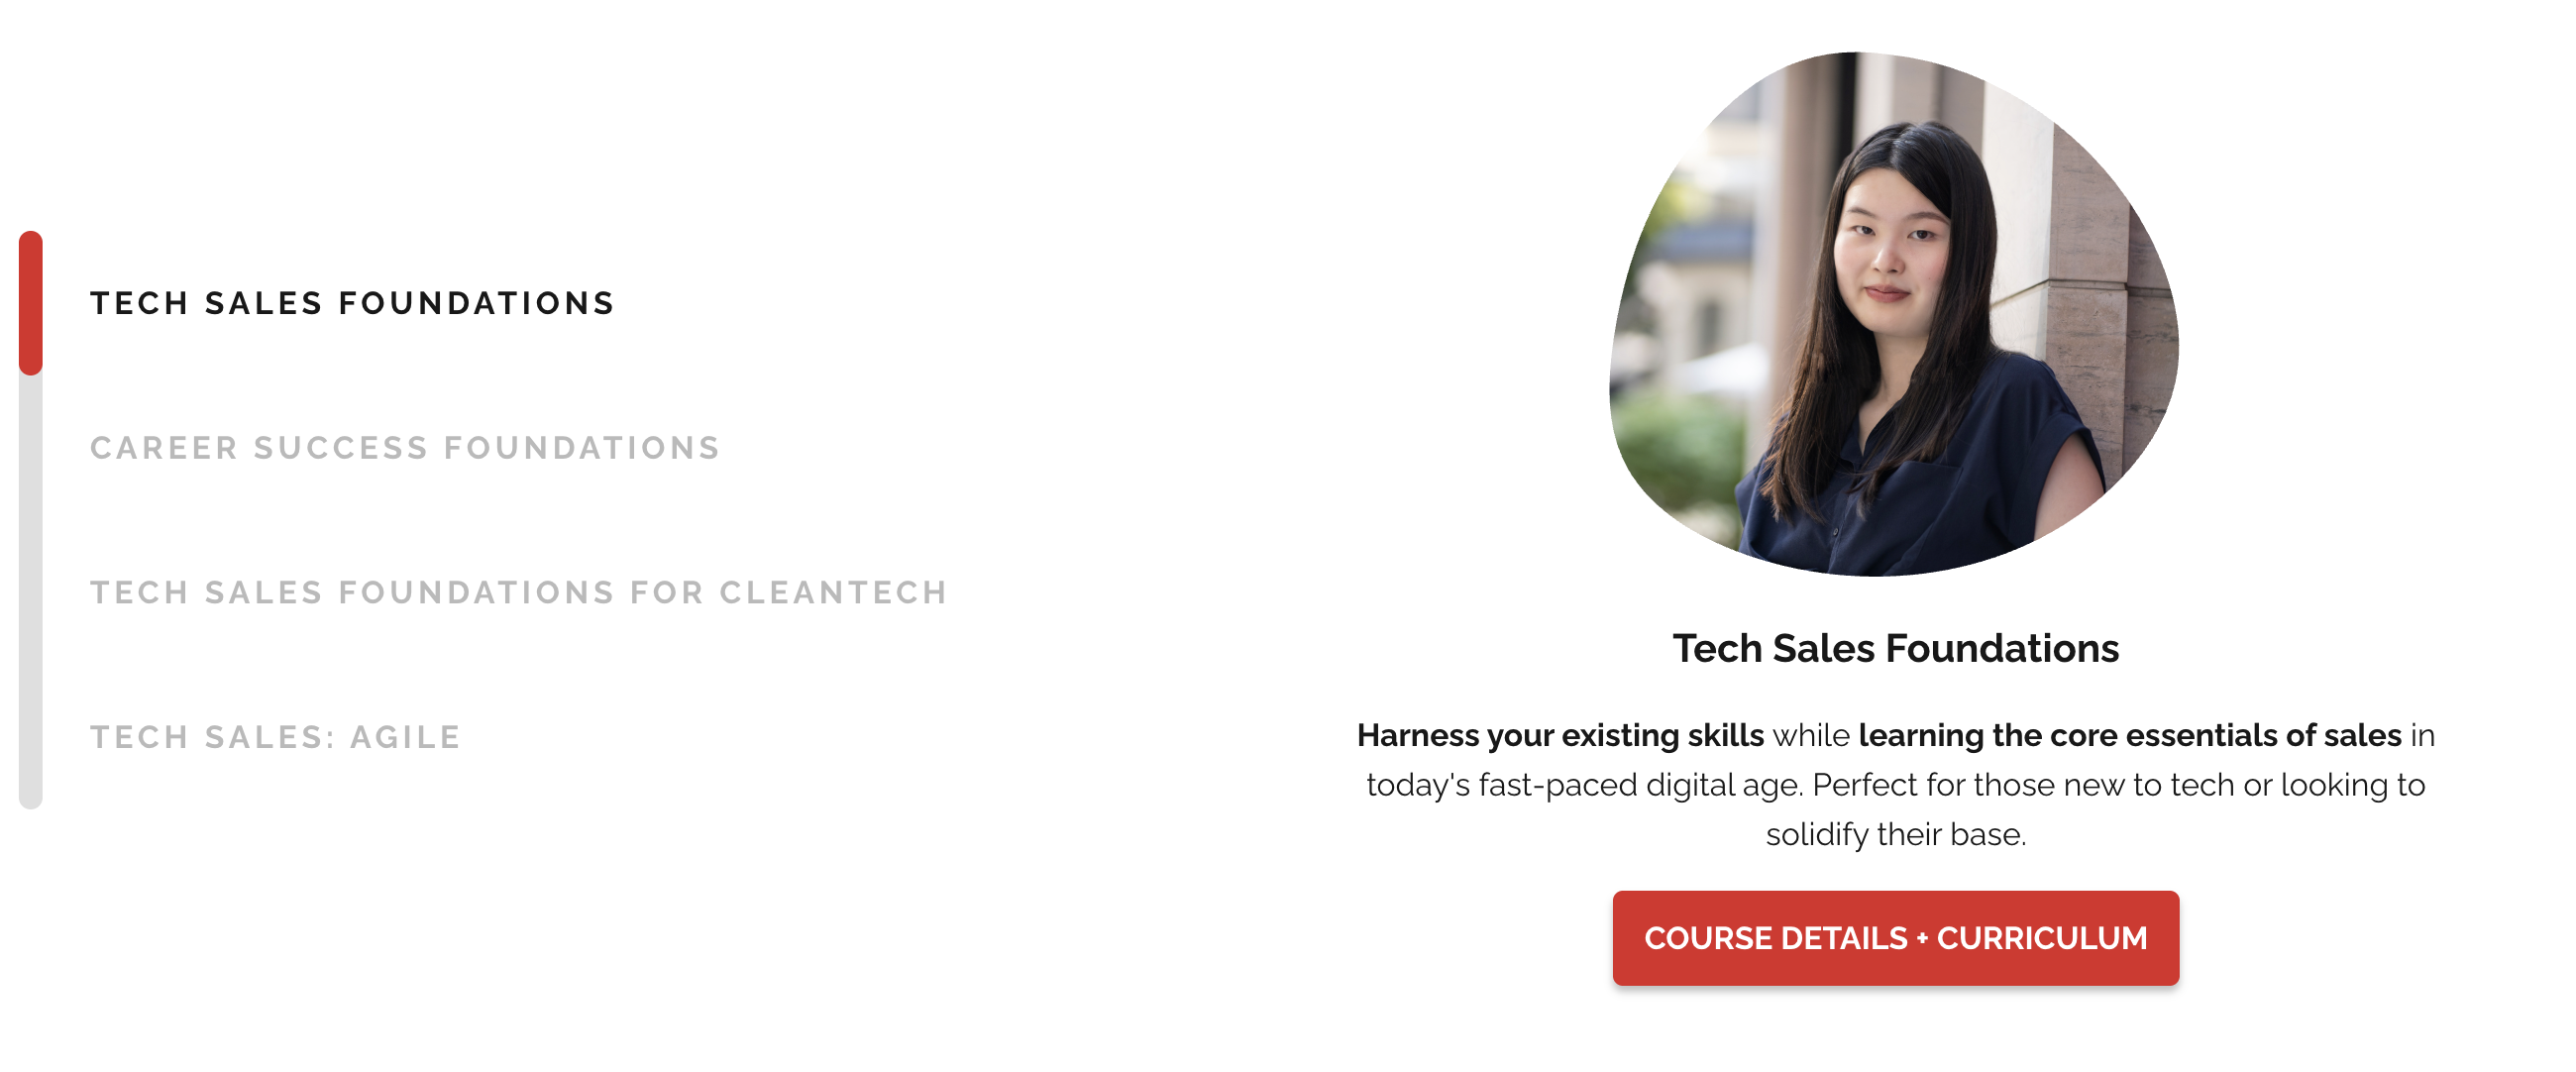 TECH SALES FOUNDATIONS
CAREER SUCCESS FOUNDATIONS
TECH SALES FOUNDATIONS FOR CLEANTECH
TECH SALES: AGILE
Tech Sales Foundations
Harness your existing skills while learning the core essentials of sales in
today's fast-paced digital age. Perfect for those new to tech or looking to
solidify their base.
COURSE DETAILS + CURRICULUM